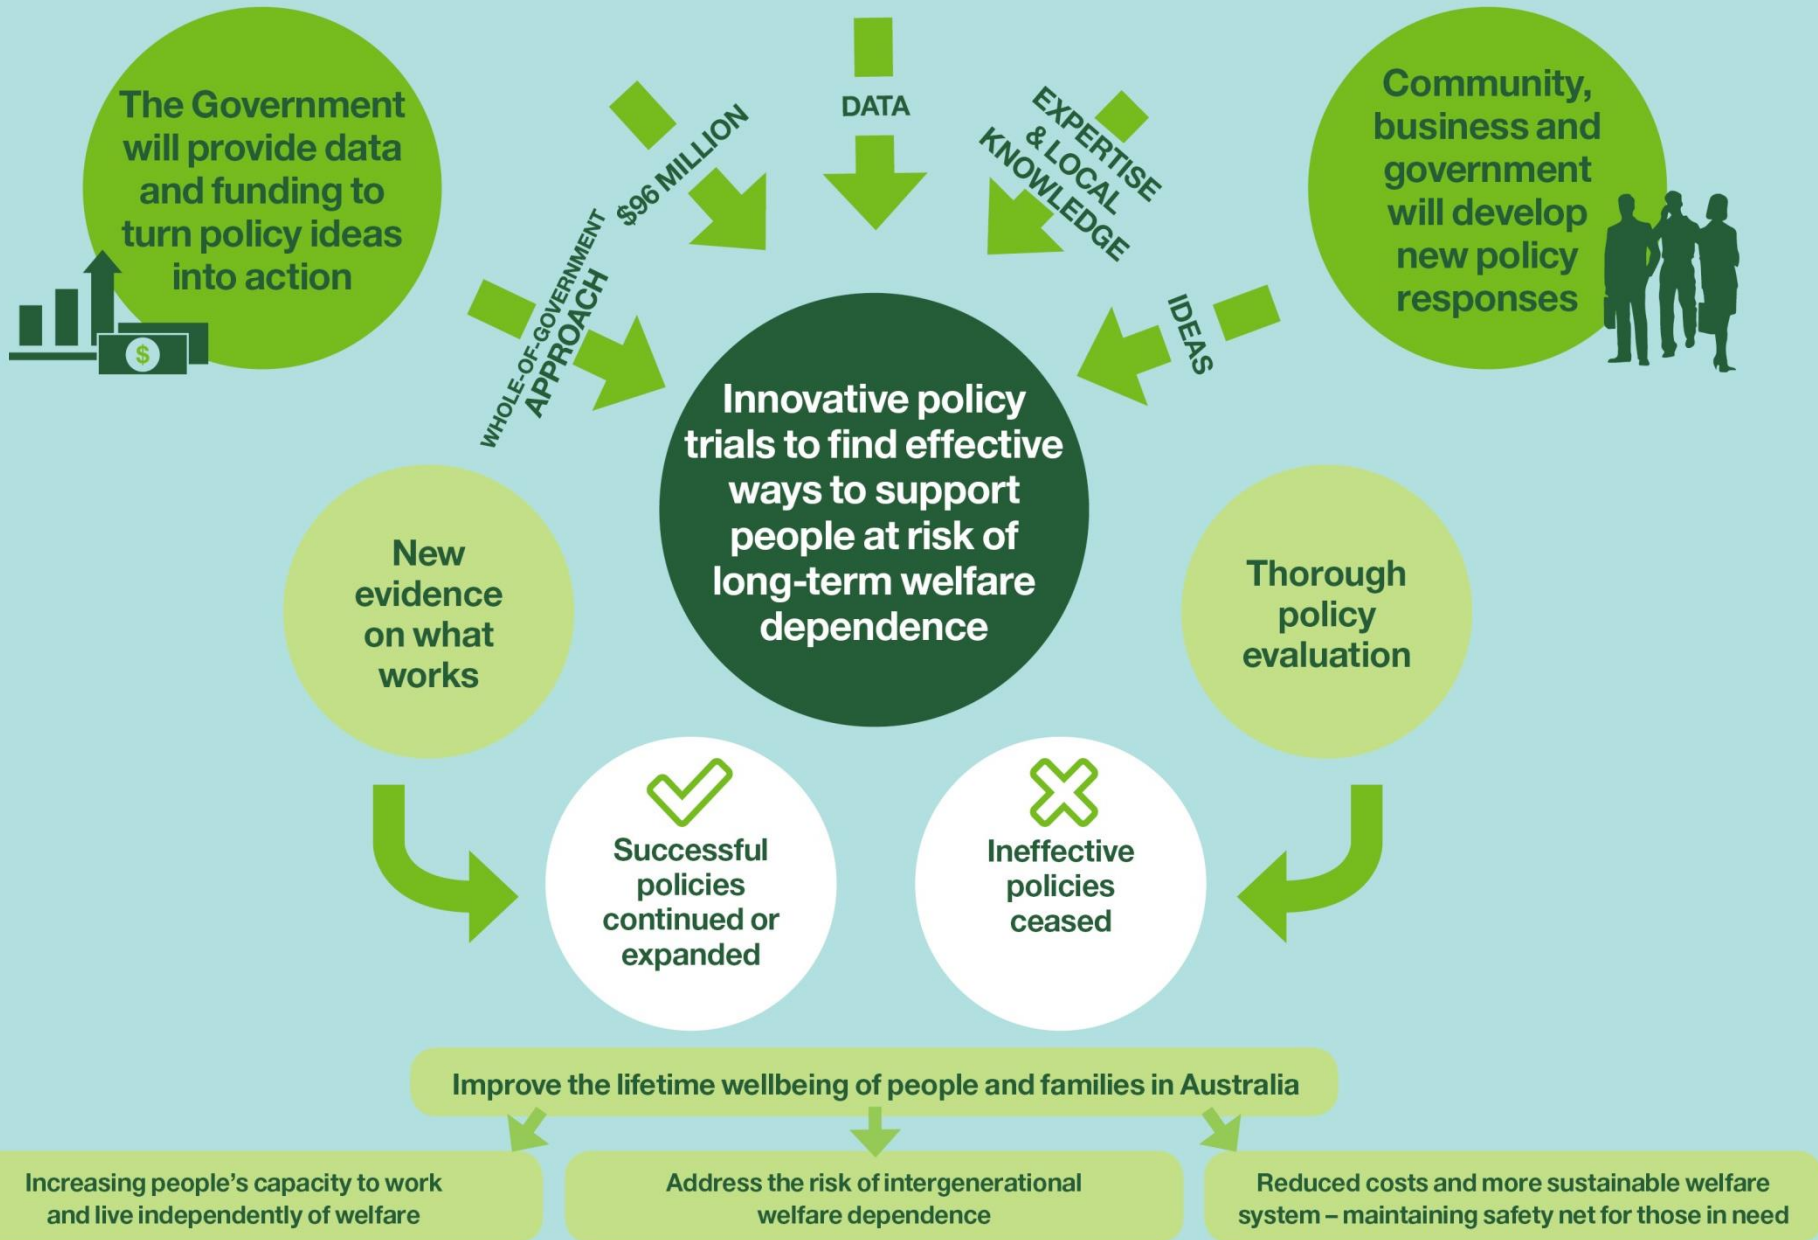 The Government
will provide data
and funding to
turn policy ideas
into action
$
WHOLE-OF-GOVERNMENT
APPROACH
$96 MILLION
DATA
EXPERTISE
& LOCAL
KNOWLEDGE
IDEAS
Community,
business and
government
will develop
new policy
responses
Innovative policy
trials to find effective
ways to support
people at risk of
long-term welfare
dependence
New
evidence
on what
works
Thorough
policy
evaluation
Successful
policies
continued or
expanded
Ineffective
policies
ceased
Improve the lifetime wellbeing of people and families in Australia
Increasing people’s capacity to work
and live independently of welfare
Address the risk of intergenerational
welfare dependence
Reduced costs and more sustainable welfare
system – maintaining safety net for those in need